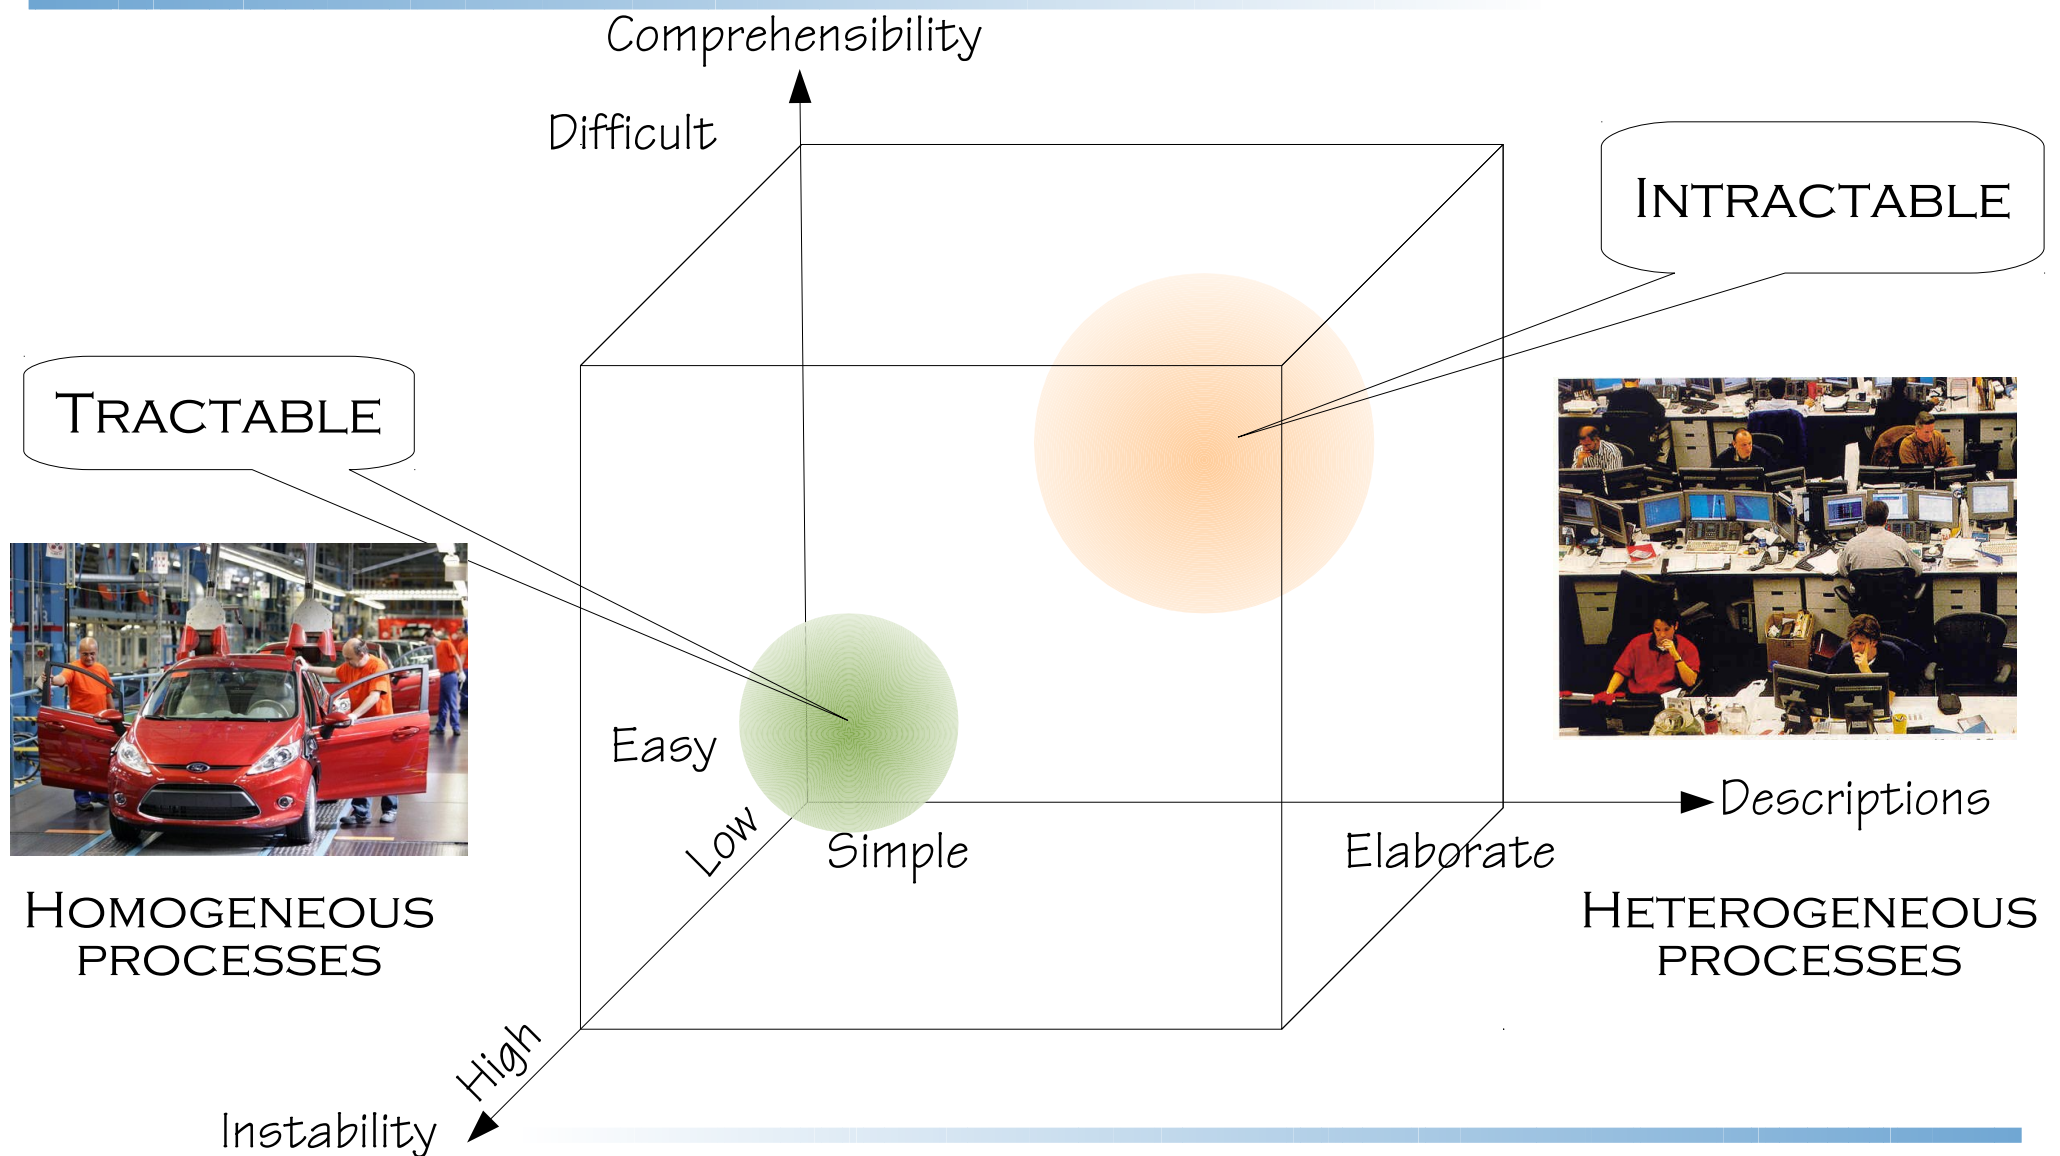 Comprehensibility
Difficult
INTRACTABLE
TRACTABLE
Easy
Low
Simple
Elaborate
Descriptions
HOMOGENEOUS
PROCESSES
HETEROGENEOUS
PROCESSES
High
Instability